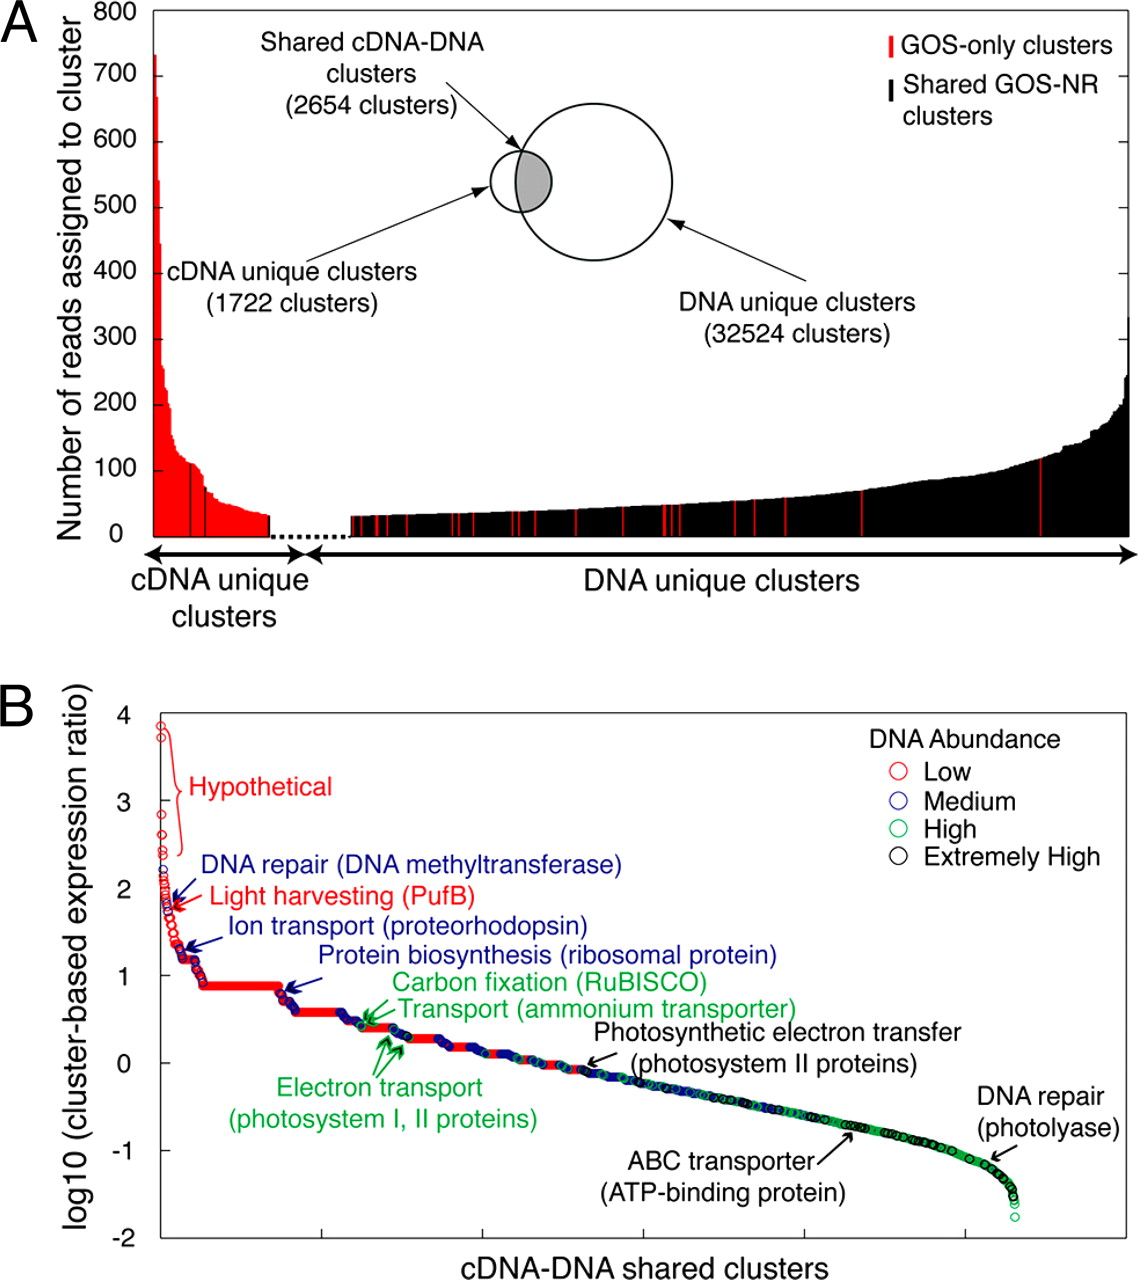 A
Number of reads assigned to cluster
800
700
600
500
400
300
200
100
0
Shared cDNA-DNA
clusters
(2654 clusters)
GOS-only clusters
Shared GOS-NR
clusters
cDNA unique clusters
(1722 clusters)
DNA unique clusters
(32524 clusters)
cDNA unique
clusters
DNA unique clusters
B
log10 (cluster-based expression ratio)
4
3
2
1
0
-1
-2
DNA Abundance
Low
Medium
High
Extremely High
Hypothetical
DNA repair (DNA methyltransferase)
Light harvesting (PufB)
Ion transport (proteorhodopsin)
Protein biosynthesis (ribosomal protein)
Carbon fixation (RuBISCO)
Transport (ammonium transporter)
Photosynthetic electron transfer
(photosystem II proteins)
Electron transport
(photosystem I, II proteins)
DNA repair
(photolyase)
ABC transporter
(ATP-binding protein)
cDNA-DNA shared clusters